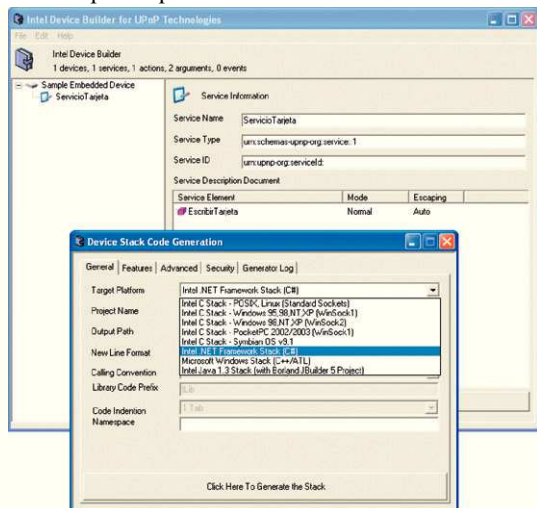 Intel Device Builder for UPnP Technologies
File Edit Help
Intel Device Builder
1 devices, 1 services, 1 actions, 2 arguments, 0 events
Sample Embedded Device
ServicioTarjeta
Service Information
Service Name ServicioTarjeta
Service Type urn:schemas-upnp-org:service::1
Service ID urn:upnp-org:serviceId:
Service Description Document
Service Element Mode Escaping
EscribirTarjeta Normal Auto
Device Stack Code Generation
General Features Advanced Security Generator Log
Target Platform Intel .NET Framework Stack (C#)
Intel C Stack - POSIX, Linux (Standard Sockets)
Project Name Intel C Stack - Windows 95,98,NT,XP (WinSock1)
Intel C Stack - Windows 98,NT,XP (WinSock2)
Output Path Intel C Stack - PocketPC 2002/2003 (WinSock1)
Intel C Stack - Symbian OS v9.1
New Line Format Intel .NET Framework Stack (C#)
Microsoft Windows Stack (C++/ATL)
Calling Convention Intel Java 1.3 Stack (with Borland JBuilder 5 Project)
Library Code Prefix ILib
Code Indention 1 Tab
Namespace
Click Here To Generate the Stack